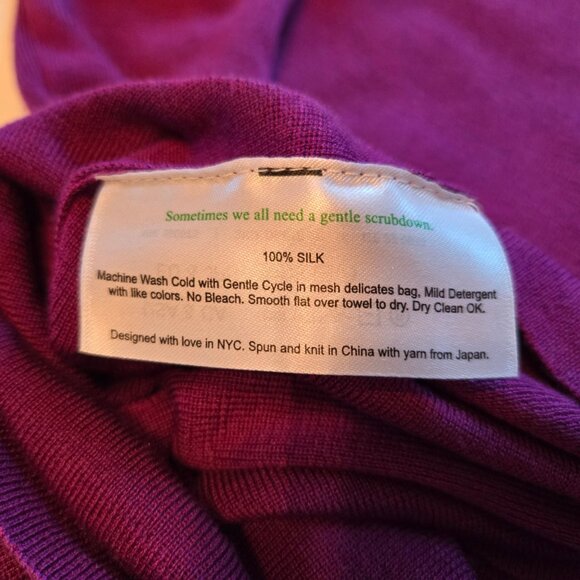 Sometimes we all need a gentle scrubdown.
100% SILK
Machine Wash Cold with Gentle Cycle in mesh delicates bag, Mild Detergent
with like colors. No Bleach. Smooth flat over towel to dry. Dry Clean OK.
Designed with love in NYC. Spun and knit in China with yarn from Japan.